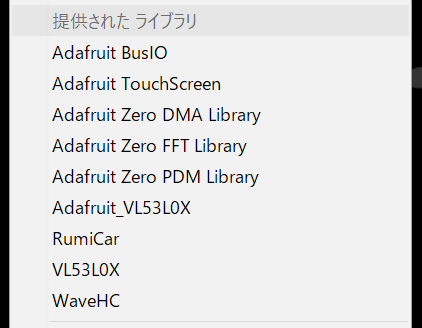 提供された ライブラリ
Adafruit BusIO
Adafruit TouchScreen
Adafruit Zero DMA Library
Adafruit Zero FFT Library
Adafruit Zero PDM Library
Adafruit_VL53L0X
RumiCar
VL53L0X
WaveHC